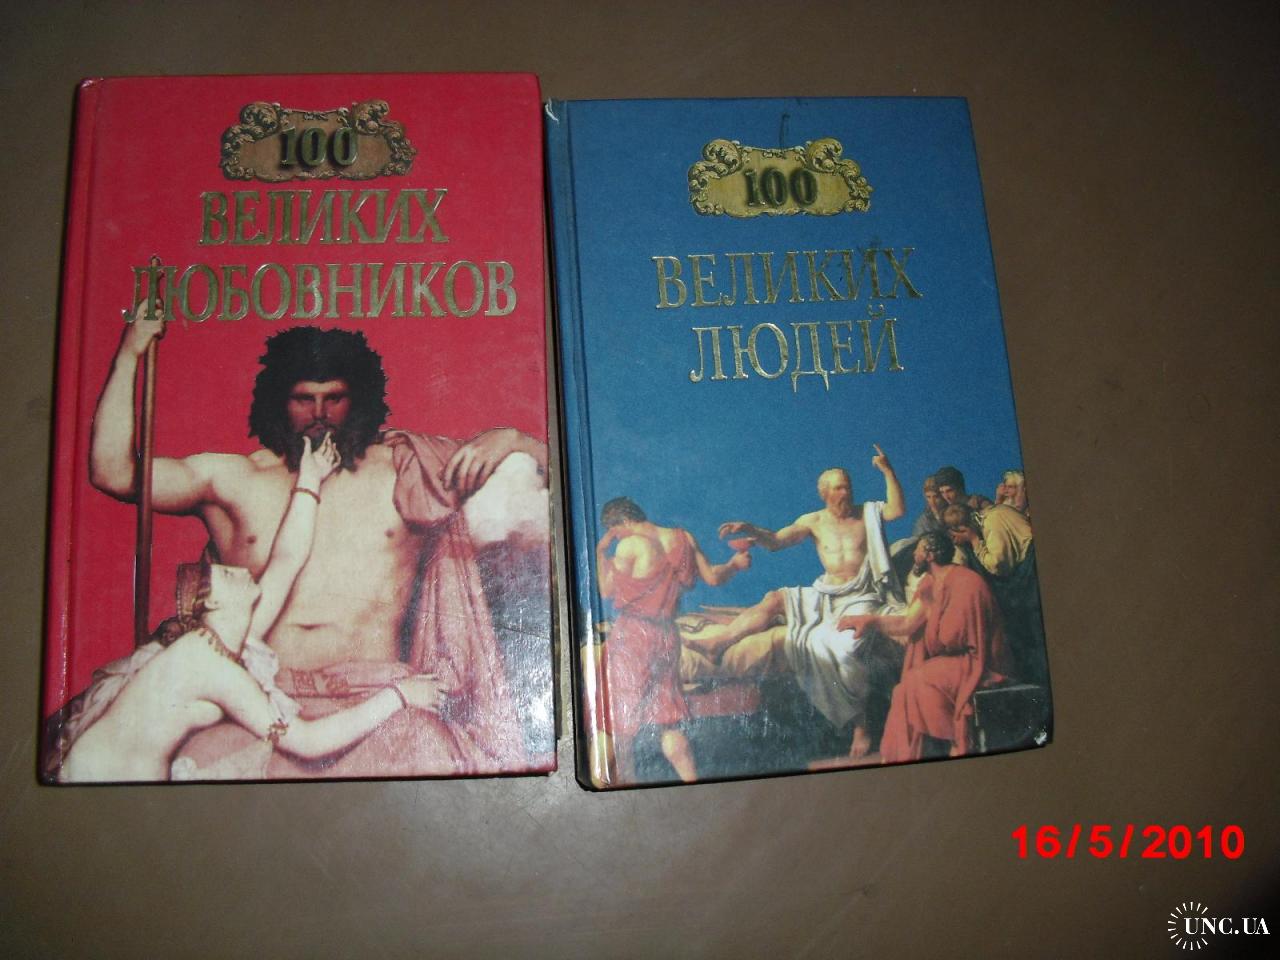 100
ВЕЛИКИХ
ЛЮБОВНИКОВ
100
ВЕЛИКИХ
ЛЮДЕЙ
16/5/2010
UNC.UA